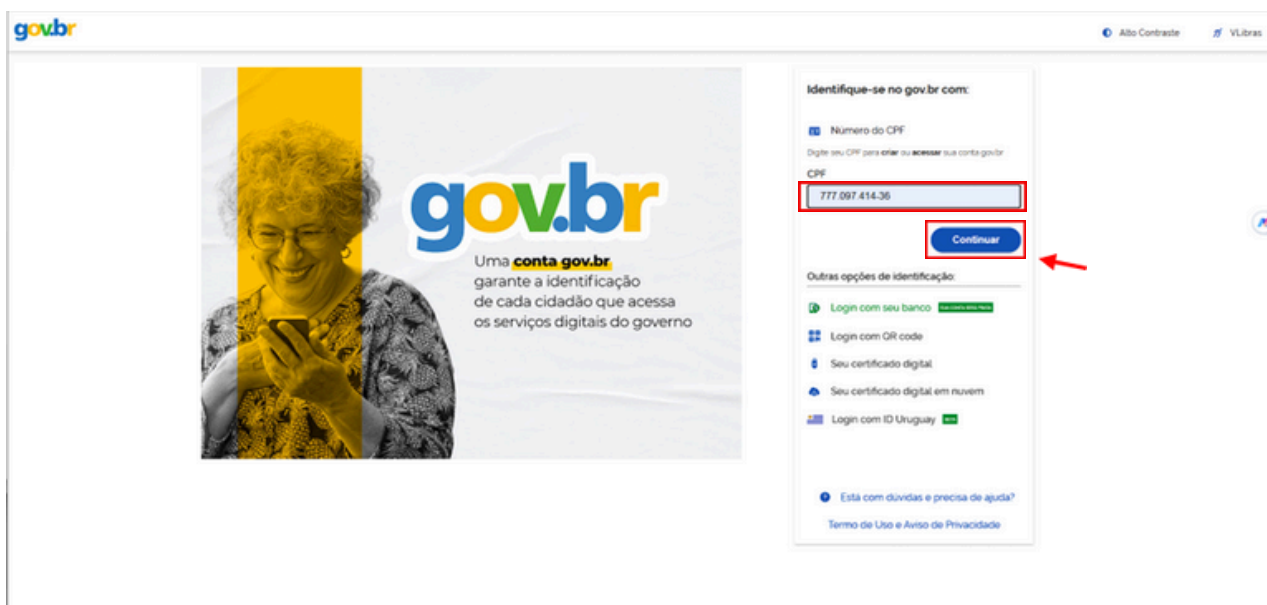 gov.br
Alto Contraste
VLibras
gov.br
Uma conta gov.br
garante a identificação
de cada cidadão que acessa
os serviços digitais do governo
Identifique-se no gov.br com:
Número do CPF
Digite seu CPF para criar ou acessar sua conta gov.br
CPF
777.097.414-36
Continuar
Outras opções de identificação:
Login com seu banco
Login com QR code
Seu certificado digital
Seu certificado digital em nuvem
Login com ID Uruguay
Está com dúvidas e precisa de ajuda?
Termo de Uso e Aviso de Privacidade